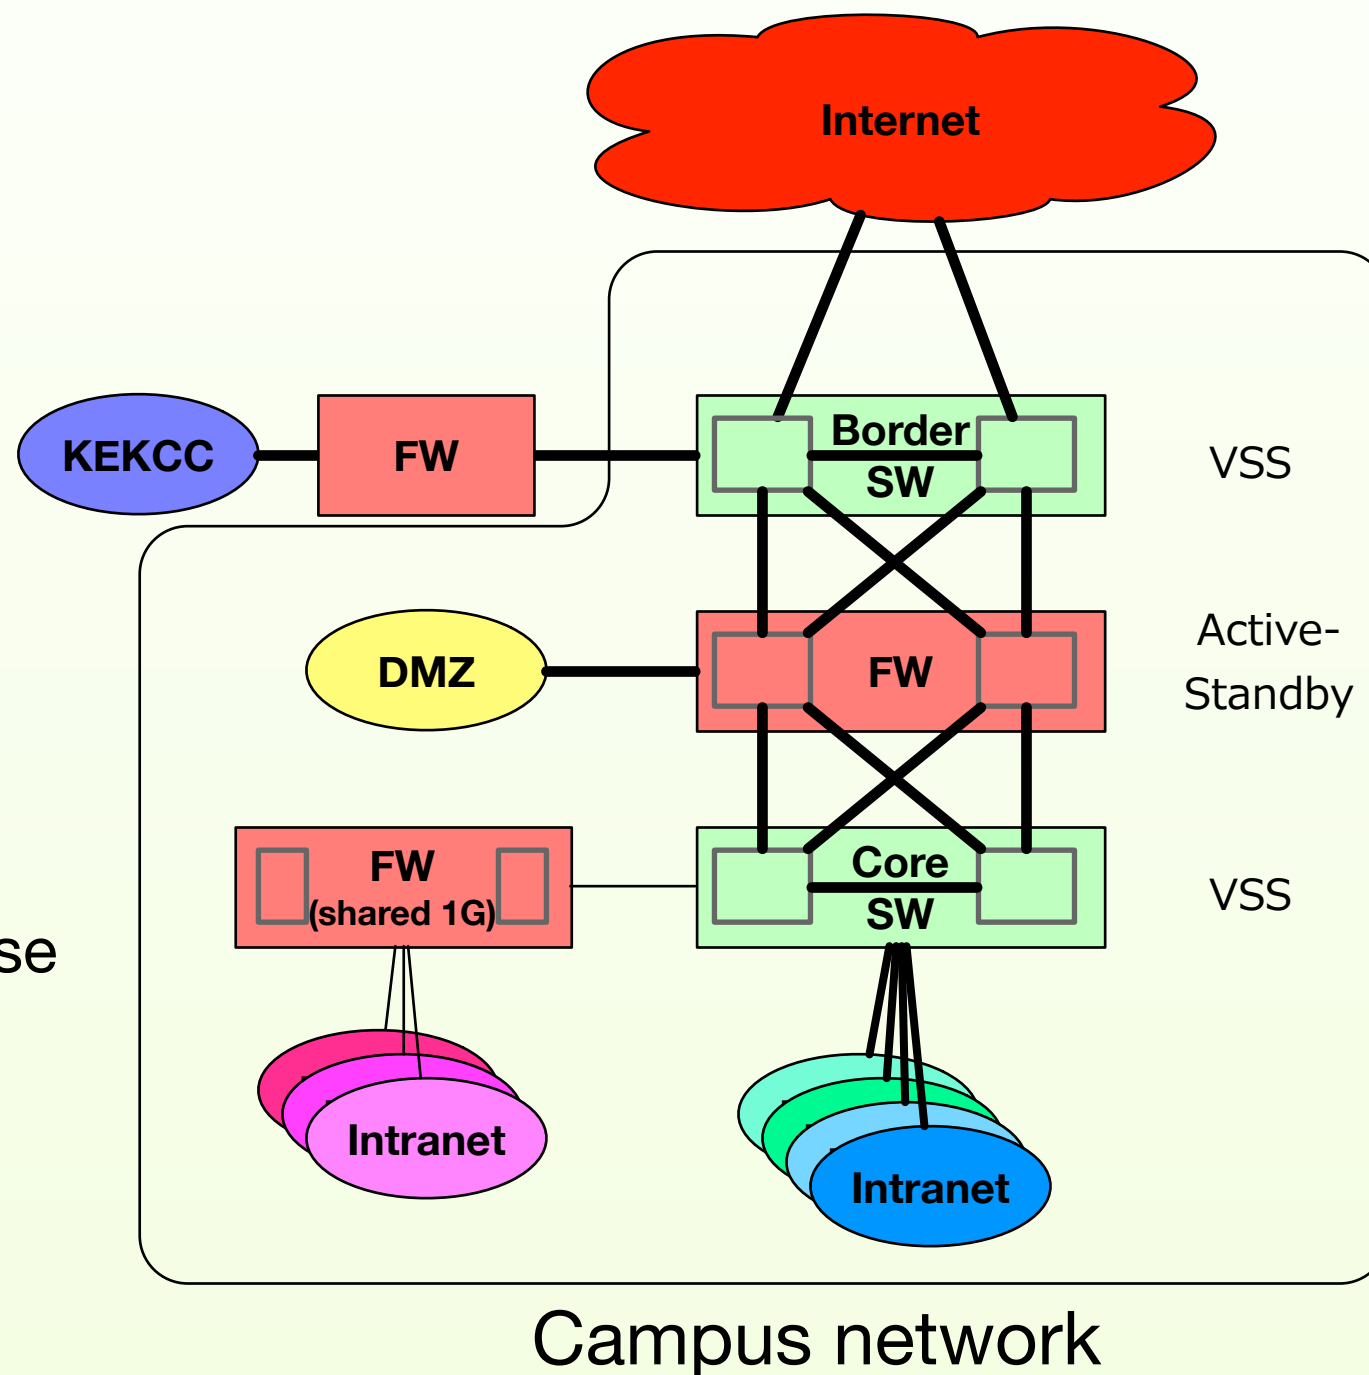 Internet
Border
SW
VSS
KEKCC
FW
Active-
Standby
DMZ
FW
FW
(shared 1G)
Core
SW
VSS
se
Intranet
Intranet
Campus network